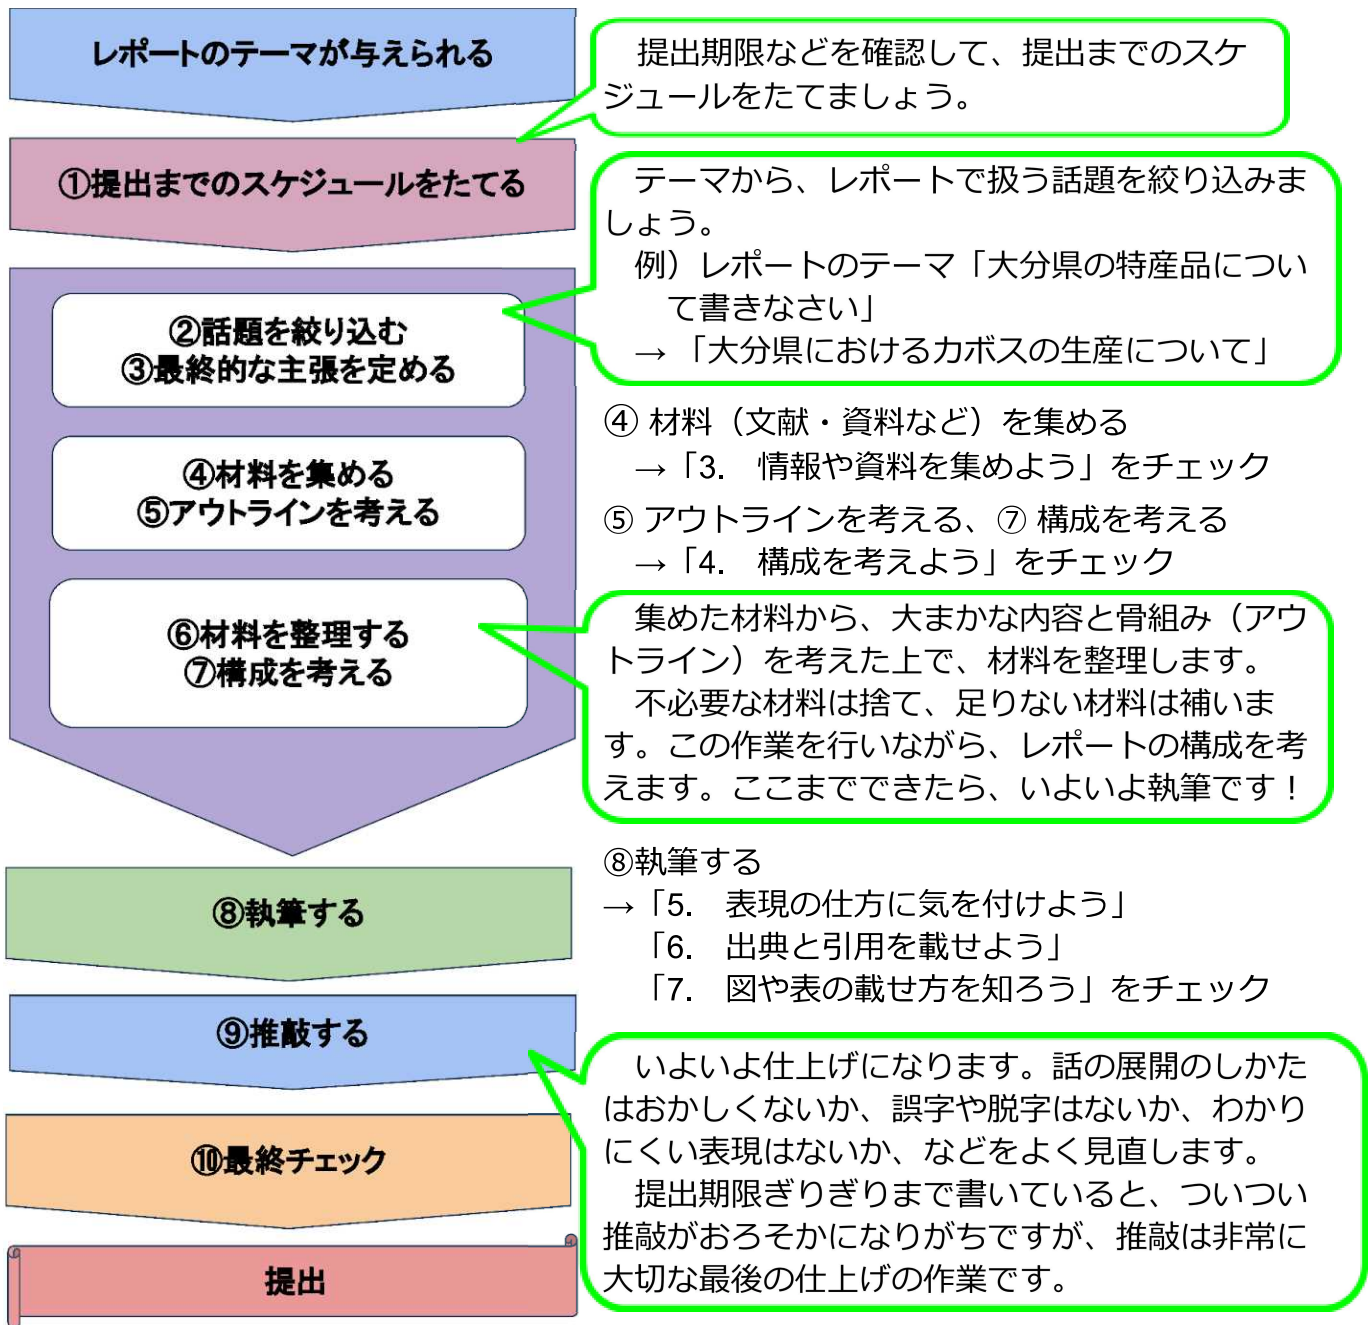 レポートのテーマが与えられる
提出期限などを確認して、提出までのスケ
ジュールをたてましょう。
①提出までのスケジュールをたてる
テーマから、レポートで扱う話題を絞り込みま
しょう。
例）レポートのテーマ「大分県の特産品につい
て書きなさい」
→「大分県におけるカボスの生産について」
②話題を絞り込む
③最終的な主張を定める
④ 材料（文献・資料など）を集める
→「3. 情報や資料を集めよう」をチェック
④材料を集める
⑤アウトラインを考える
⑤ アウトラインを考える、⑦ 構成を考える
→「4. 構成を考えよう」をチェック
⑥材料を整理する
⑦構成を考える
集めた材料から、大まかな内容と骨組み（アウ
トライン）を考えた上で、材料を整理します。
不必要な材料は捨て、足りない材料は補いま
す。この作業を行いながら、レポートの構成を考
えます。ここまでできたら、いよいよ執筆です！
⑧執筆する
⑧執筆する
→「5. 表現の仕方に気を付けよう」
「6. 出典と引用を載せよう」
「7. 図や表の載せ方を知ろう」をチェック
⑨推敲する
いよいよ仕上げになります。話の展開のしかた
はおかしくないか、誤字や脱字はないか、わかり
にくい表現はないか、などをよく見直します。
提出期限ぎりぎりまで書いていると、ついつい
推敲がおろそかになりがちですが、推敲は非常に
大切な最後の仕上げの作業です。
⑩最終チェック
提出